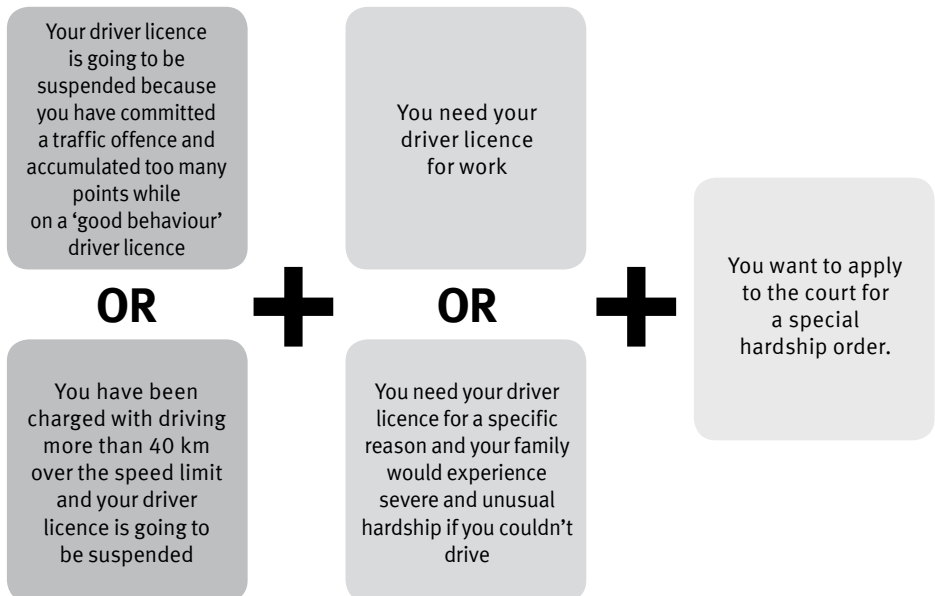 Your driver licence
is going to be
suspended because
you have committed
a traffic offence and
accumulated too many
points while
on a ‘good behaviour’
driver licence
OR
You have been
charged with driving
more than 40 km
over the speed limit
and your driver
licence is going to
be suspended
+
You need your
driver licence
for work
OR
You need your driver
licence for a specific
reason and your family
would experience
severe and unusual
hardship if you couldn’t
drive
+
You want to apply
to the court for
a special
hardship order.